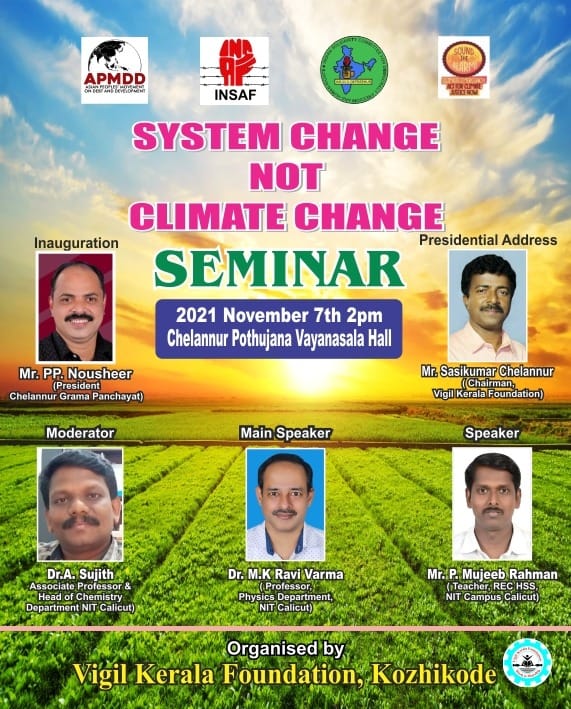 APMDD
ASIAN PEOPLES' MOVEMENT
ON DEBT AND DEVELOPMENT
INSAF
SOUND
THE
ALARM
ACT FOR CLIMATE
JUSTICE NOW!
SYSTEM CHANGE
NOT
CLIMATE CHANGE
SEMINAR
2021 November 7th 2pm
Chelannur Pothujana Vayanasala Hall
Inauguration
Mr. PP. Nousheer
(President
Chelannur Grama Panchayat)
Presidential Address
Mr. Sasikumar Chelannur
((Chairman,
Vigil Kerala Foundation)
Moderator
Dr.A. Sujith
Associate Professor &
Head of Chemistry
Department NIT Calicut)
Main Speaker
Dr. M.K Ravi Varma
(Professor,
Physics Department,
NIT Calicut)
Speaker
Mr. P. Mujeeb Rahman
(Teacher, REC HSS,
NIT Campus Calicut)
Organised by
Vigil Kerala Foundation, Kozhikode